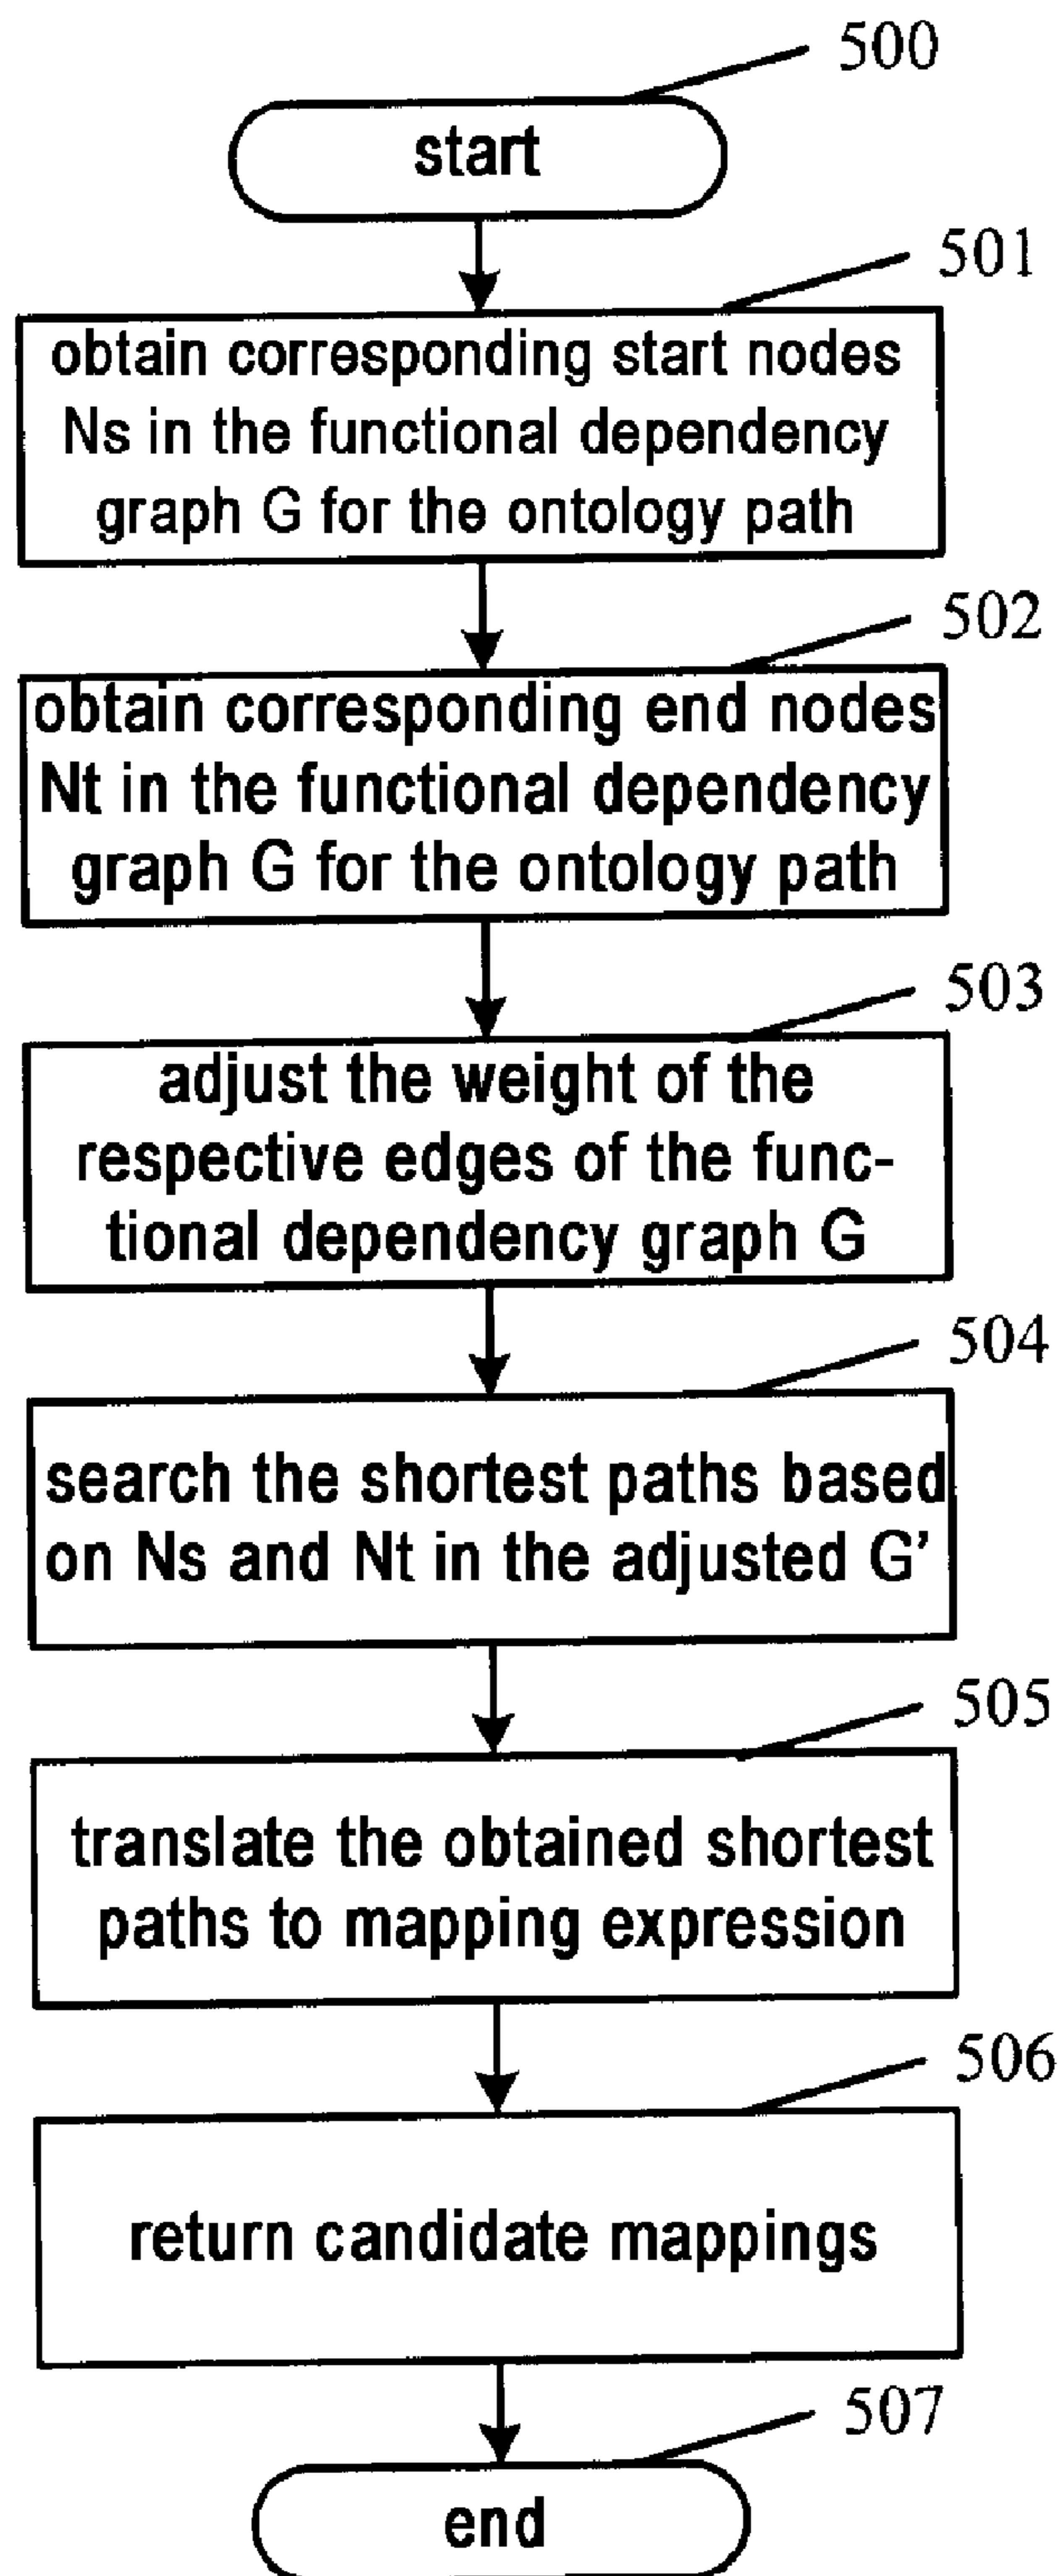 500
start
501
obtain corresponding start nodes
Ns in the functional dependency
graph G for the ontology path
502
obtain corresponding end nodes
Nt in the functional dependency
graph G for the ontology path
503
adjust the weight of the
respective edges of the func-
tional dependency graph G
504
search the shortest paths based
on Ns and Nt in the adjusted G'
505
translate the obtained shortest
paths to mapping expression
506
return candidate mappings
507
end